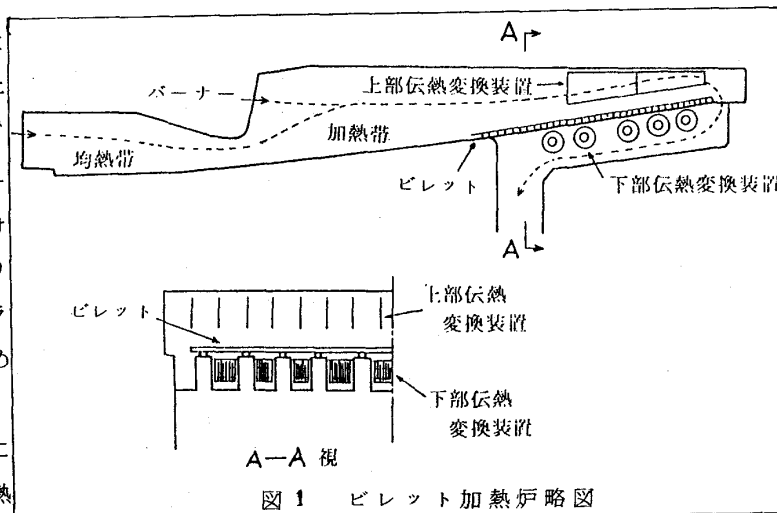 A
バーナー
上部伝熱変換装置
加熱帯
均熱帯
ビレット
下部伝熱変換装置
A
ビレット
上部伝熱
変換装置
下部伝熱
変換装置
A—A 視
図 1 ビレット加熱炉略図